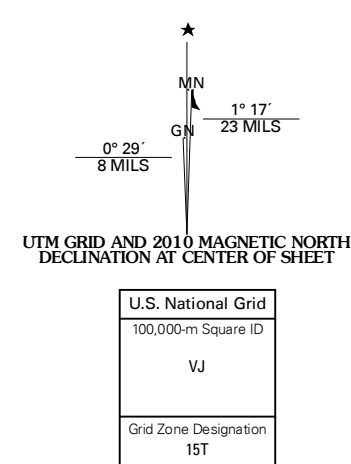 MN
1° 17´
23 MILS
GN
0° 29´
8 MILS
UTM GRID AND 2010 MAGNETIC NORTH
DECLINATION AT CENTER OF SHEET
U.S. National Grid
100,000-m Square ID
VJ
Grid Zone Designation
15T